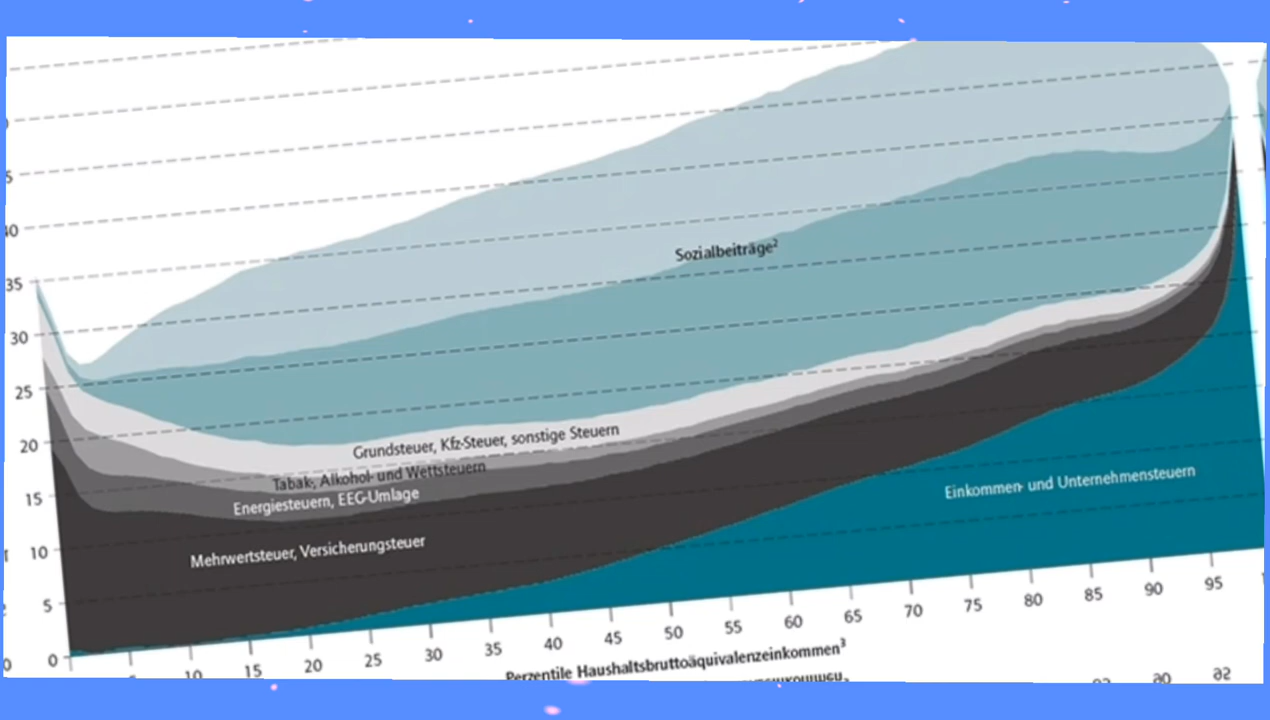 40
35
30
25
20
15
10
5
0
Sozialbeiträge²
Grundsteuer, Kfz-Steuer, sonstige Steuern
Tabak-, Alkohol- und Wettsteuern
Energiesteuern, EEG-Umlage
Mehrwertsteuer, Versicherungsteuer
Einkommen- und Unternehmensteuern
5 10 15 20 25 30 35 40 45 50 55 60 65 70 75 80 85 90 95
Perzentile Haushaltsbruttoäquivalenzeinkommen³